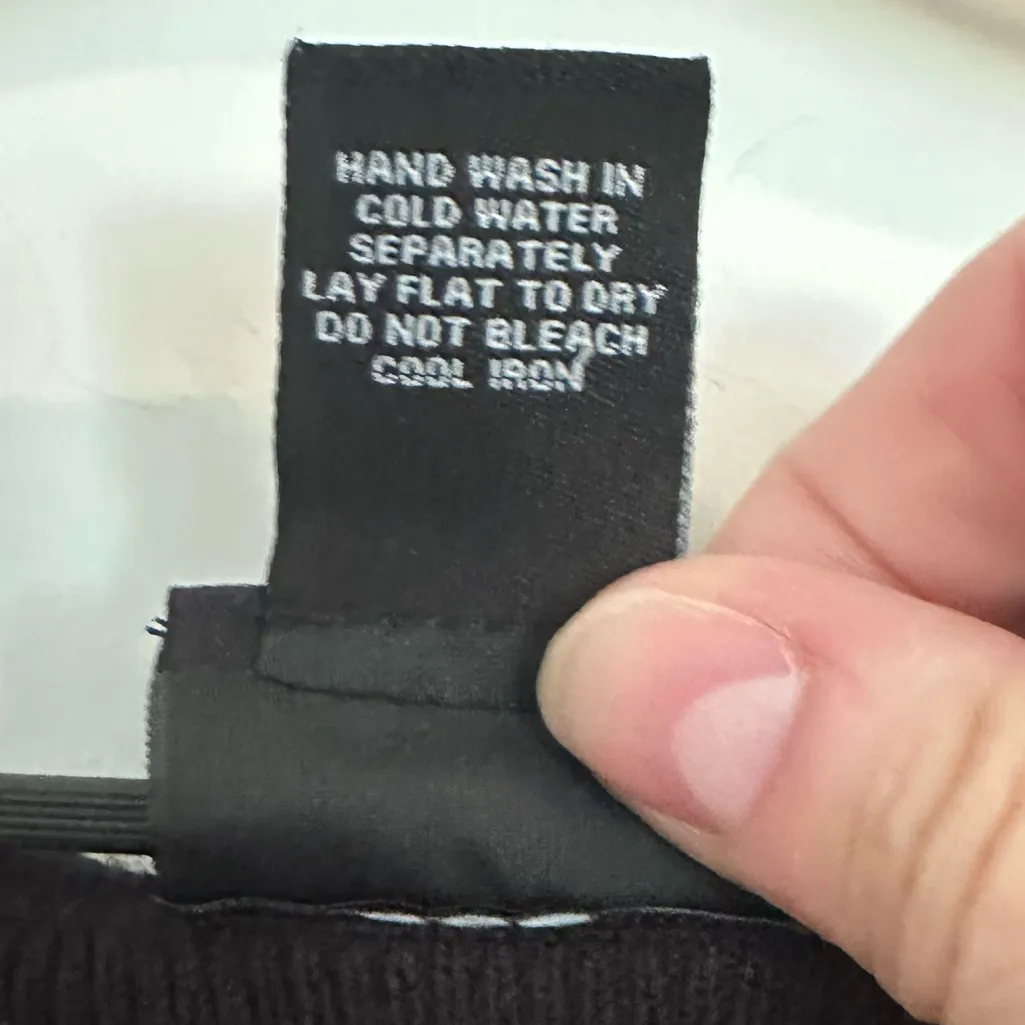 HAND WASH IN
COLD WATER
SEPARATELY
LAY FLAT TO DRY
DO NOT BLEACH
COOL IRON